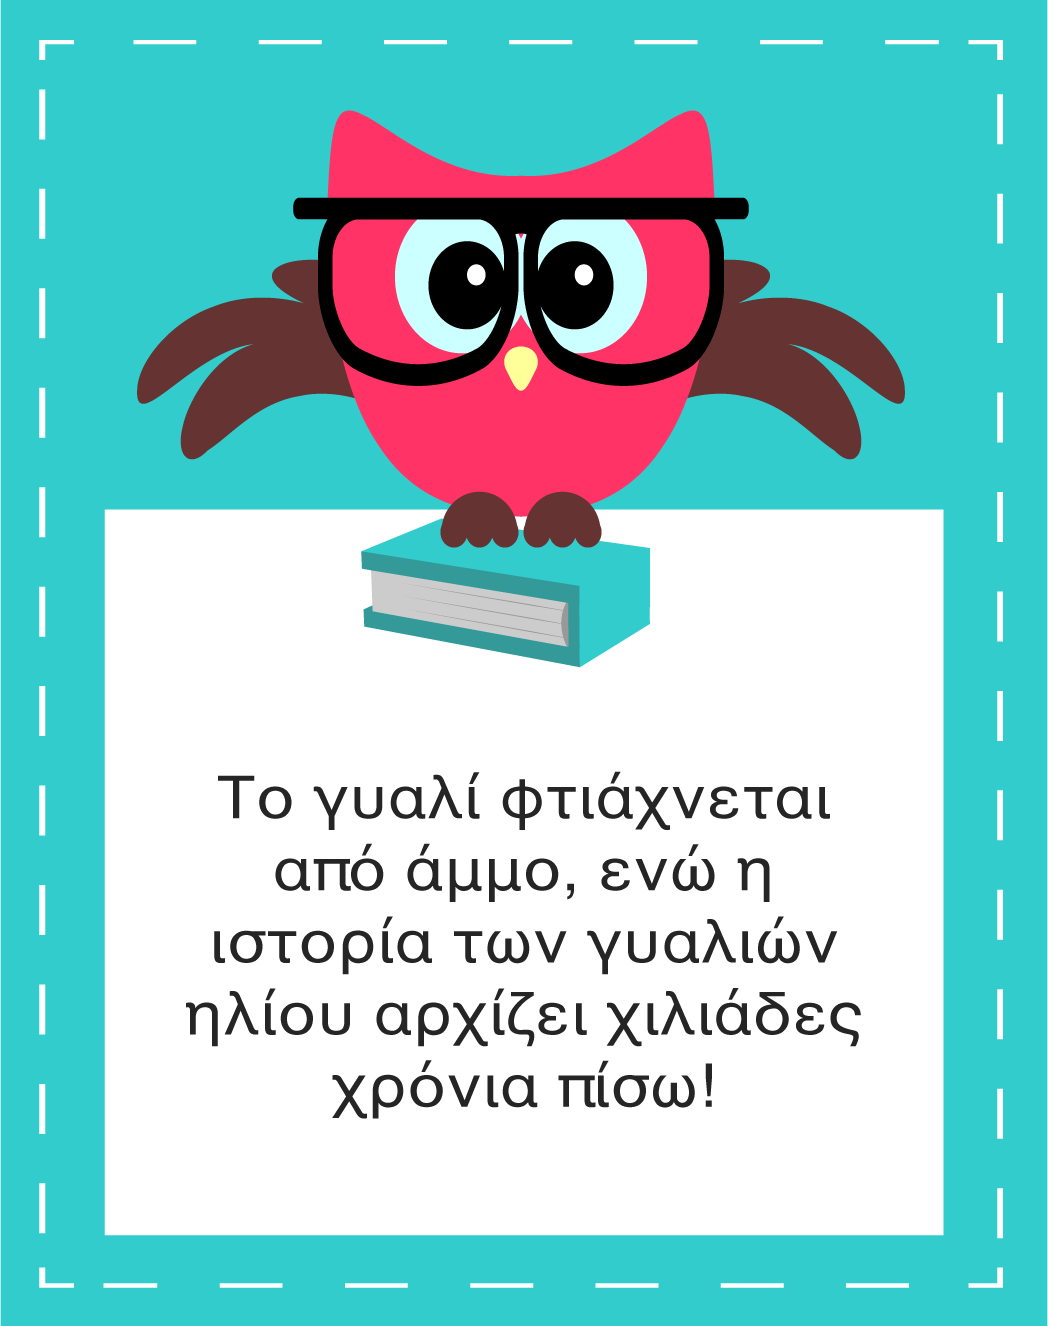 Το γυαλί φτιάχνεται
από άμμο, ενώ η
ιστορία των γυαλιών
ηλίου αρχίζει χιλιάδες
χρόνια πίσω!